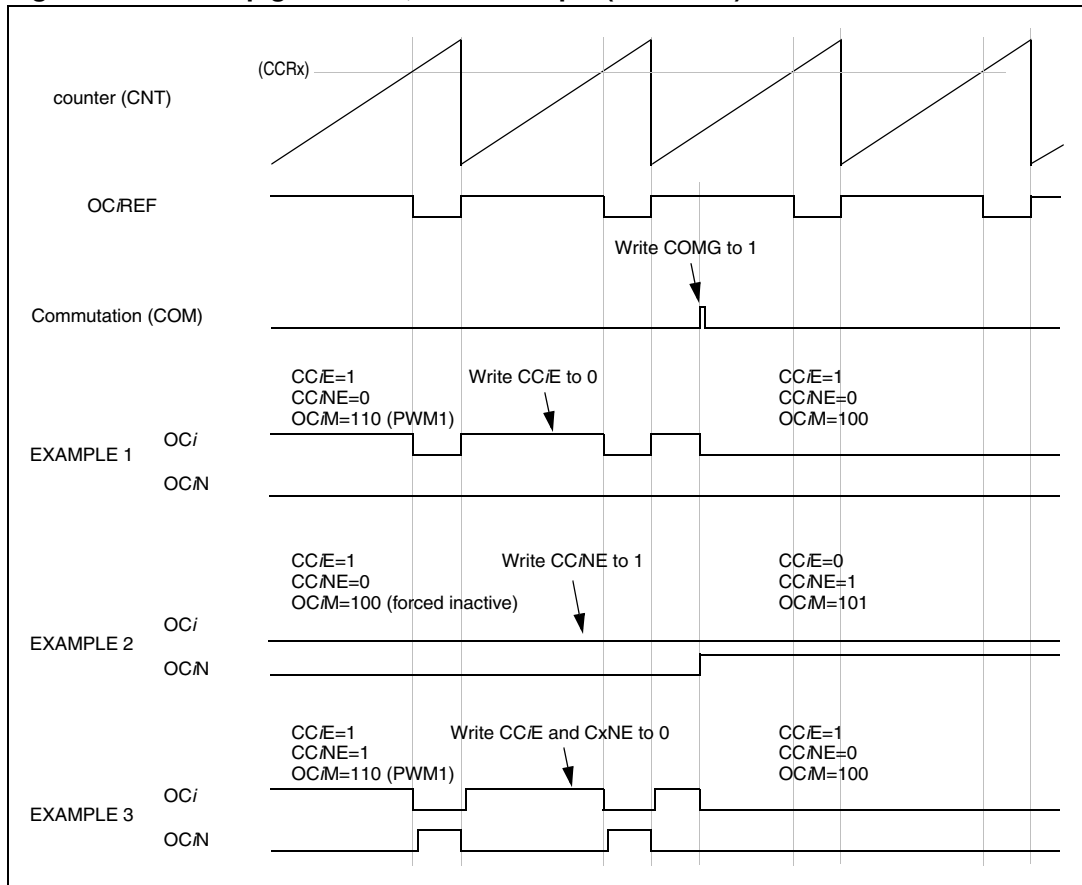 (CCRx)
counter (CNT)
OCiREF
Write COMG to 1
Commutation (COM)
CCiE=1
CCiNE=0
OCiM=110 (PWM1)
Write CCiE to 0
CCiE=1
CCiNE=0
OCiM=100
EXAMPLE 1
OCi
OCiN
CCiE=1
CCiNE=0
OCiM=100 (forced inactive)
Write CCiNE to 1
CCiE=0
CCiNE=1
OCiM=101
EXAMPLE 2
OCi
OCiN
CCiE=1
CCiNE=1
OCiM=110 (PWM1)
Write CCiE and CxNE to 0
CCiE=1
CCiNE=0
OCiM=100
EXAMPLE 3
OCi
OCiN